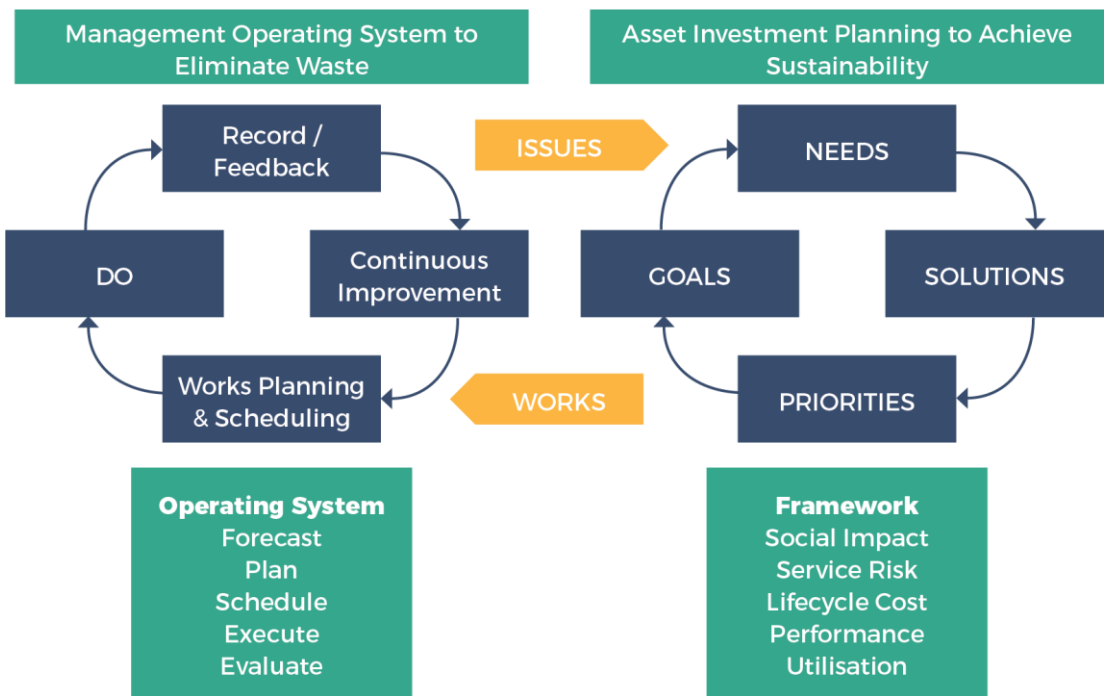 Management Operating System to
Eliminate Waste
Asset Investment Planning to Achieve
Sustainability
Record /
Feedback
ISSUES
NEEDS
DO
Continuous
Improvement
GOALS
SOLUTIONS
Works Planning
& Scheduling
WORKS
PRIORITIES
Operating System
Forecast
Plan
Schedule
Execute
Evaluate
Framework
Social Impact
Service Risk
Lifecycle Cost
Performance
Utilisation